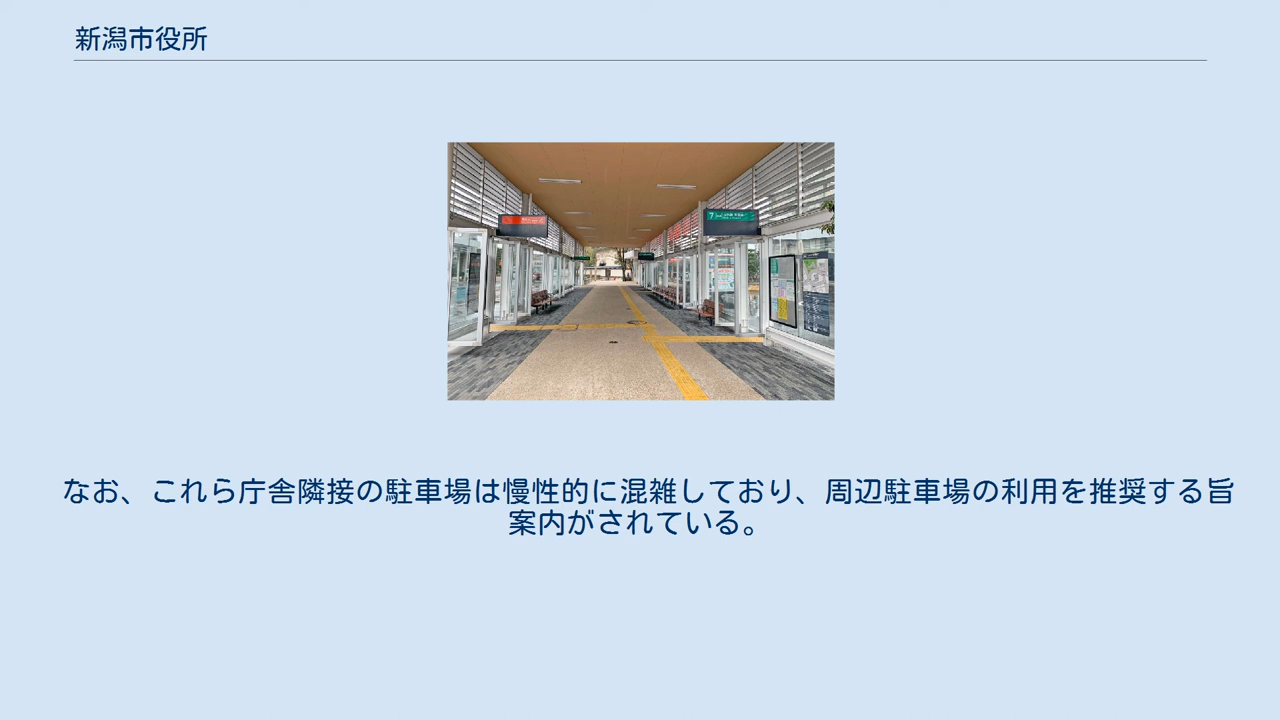 新潟市役所
7
なお、これら庁舎隣接の駐車場は慢性的に混雑しており、周辺駐車場の利用を推奨する旨
案内がされている。